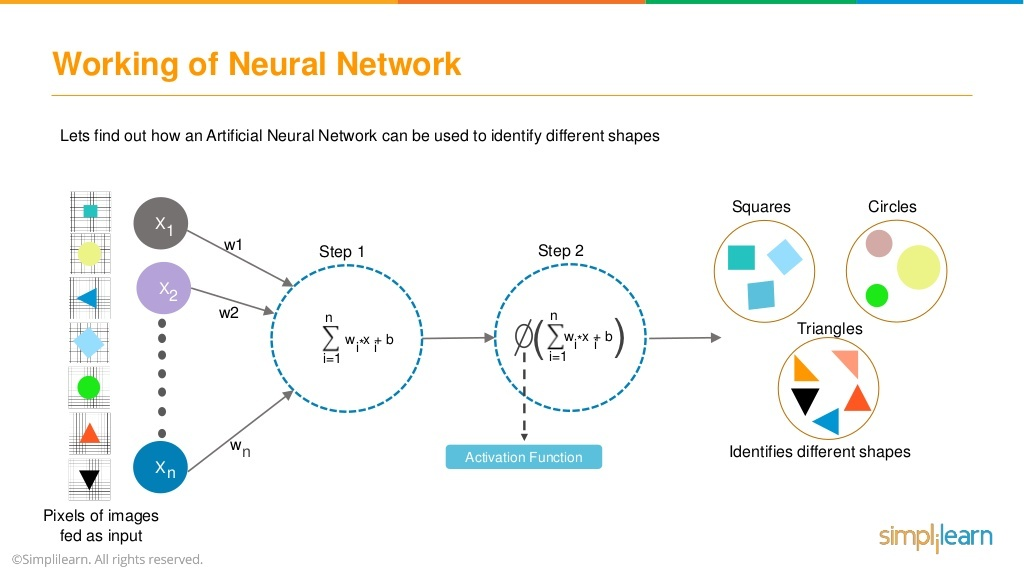 Working of Neural Network
Lets find out how an Artificial Neural Network can be used to identify different shapes
X1
X2
Xn
w1
w2
wn
Pixels of images
fed as input
Step 1
n
∑ wi*xi + b
i=1
Step 2
n
∅(∑wi*xi + b)
i=1
Activation Function
Squares
Circles
Triangles
Identifies different shapes
©Simplilearn. All rights reserved.
simplilearn